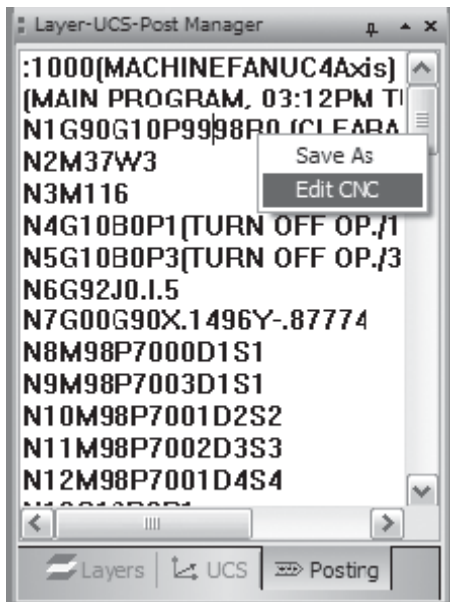 Layer-UCS-Post Manager
:1000(MACHINEFANUC4Axis)
(MAIN PROGRAM, 03:12PM
N1G90G10P9998R0 (CLEARA
Save As
N2M37W3
Edit CNC
N3M116
N4G10B0P1(TURN OFF OP./1
N5G10B0P3(TURN OFF OP./3
N6G92J0.I.5
N7G00G90X.1496Y-.87774
N8M98P7000D1S1
N9M98P7003D1S1
N10M98P7001D2S2
N11M98P7002D3S3
N12M98P7001D4S4
Layers UCS Posting